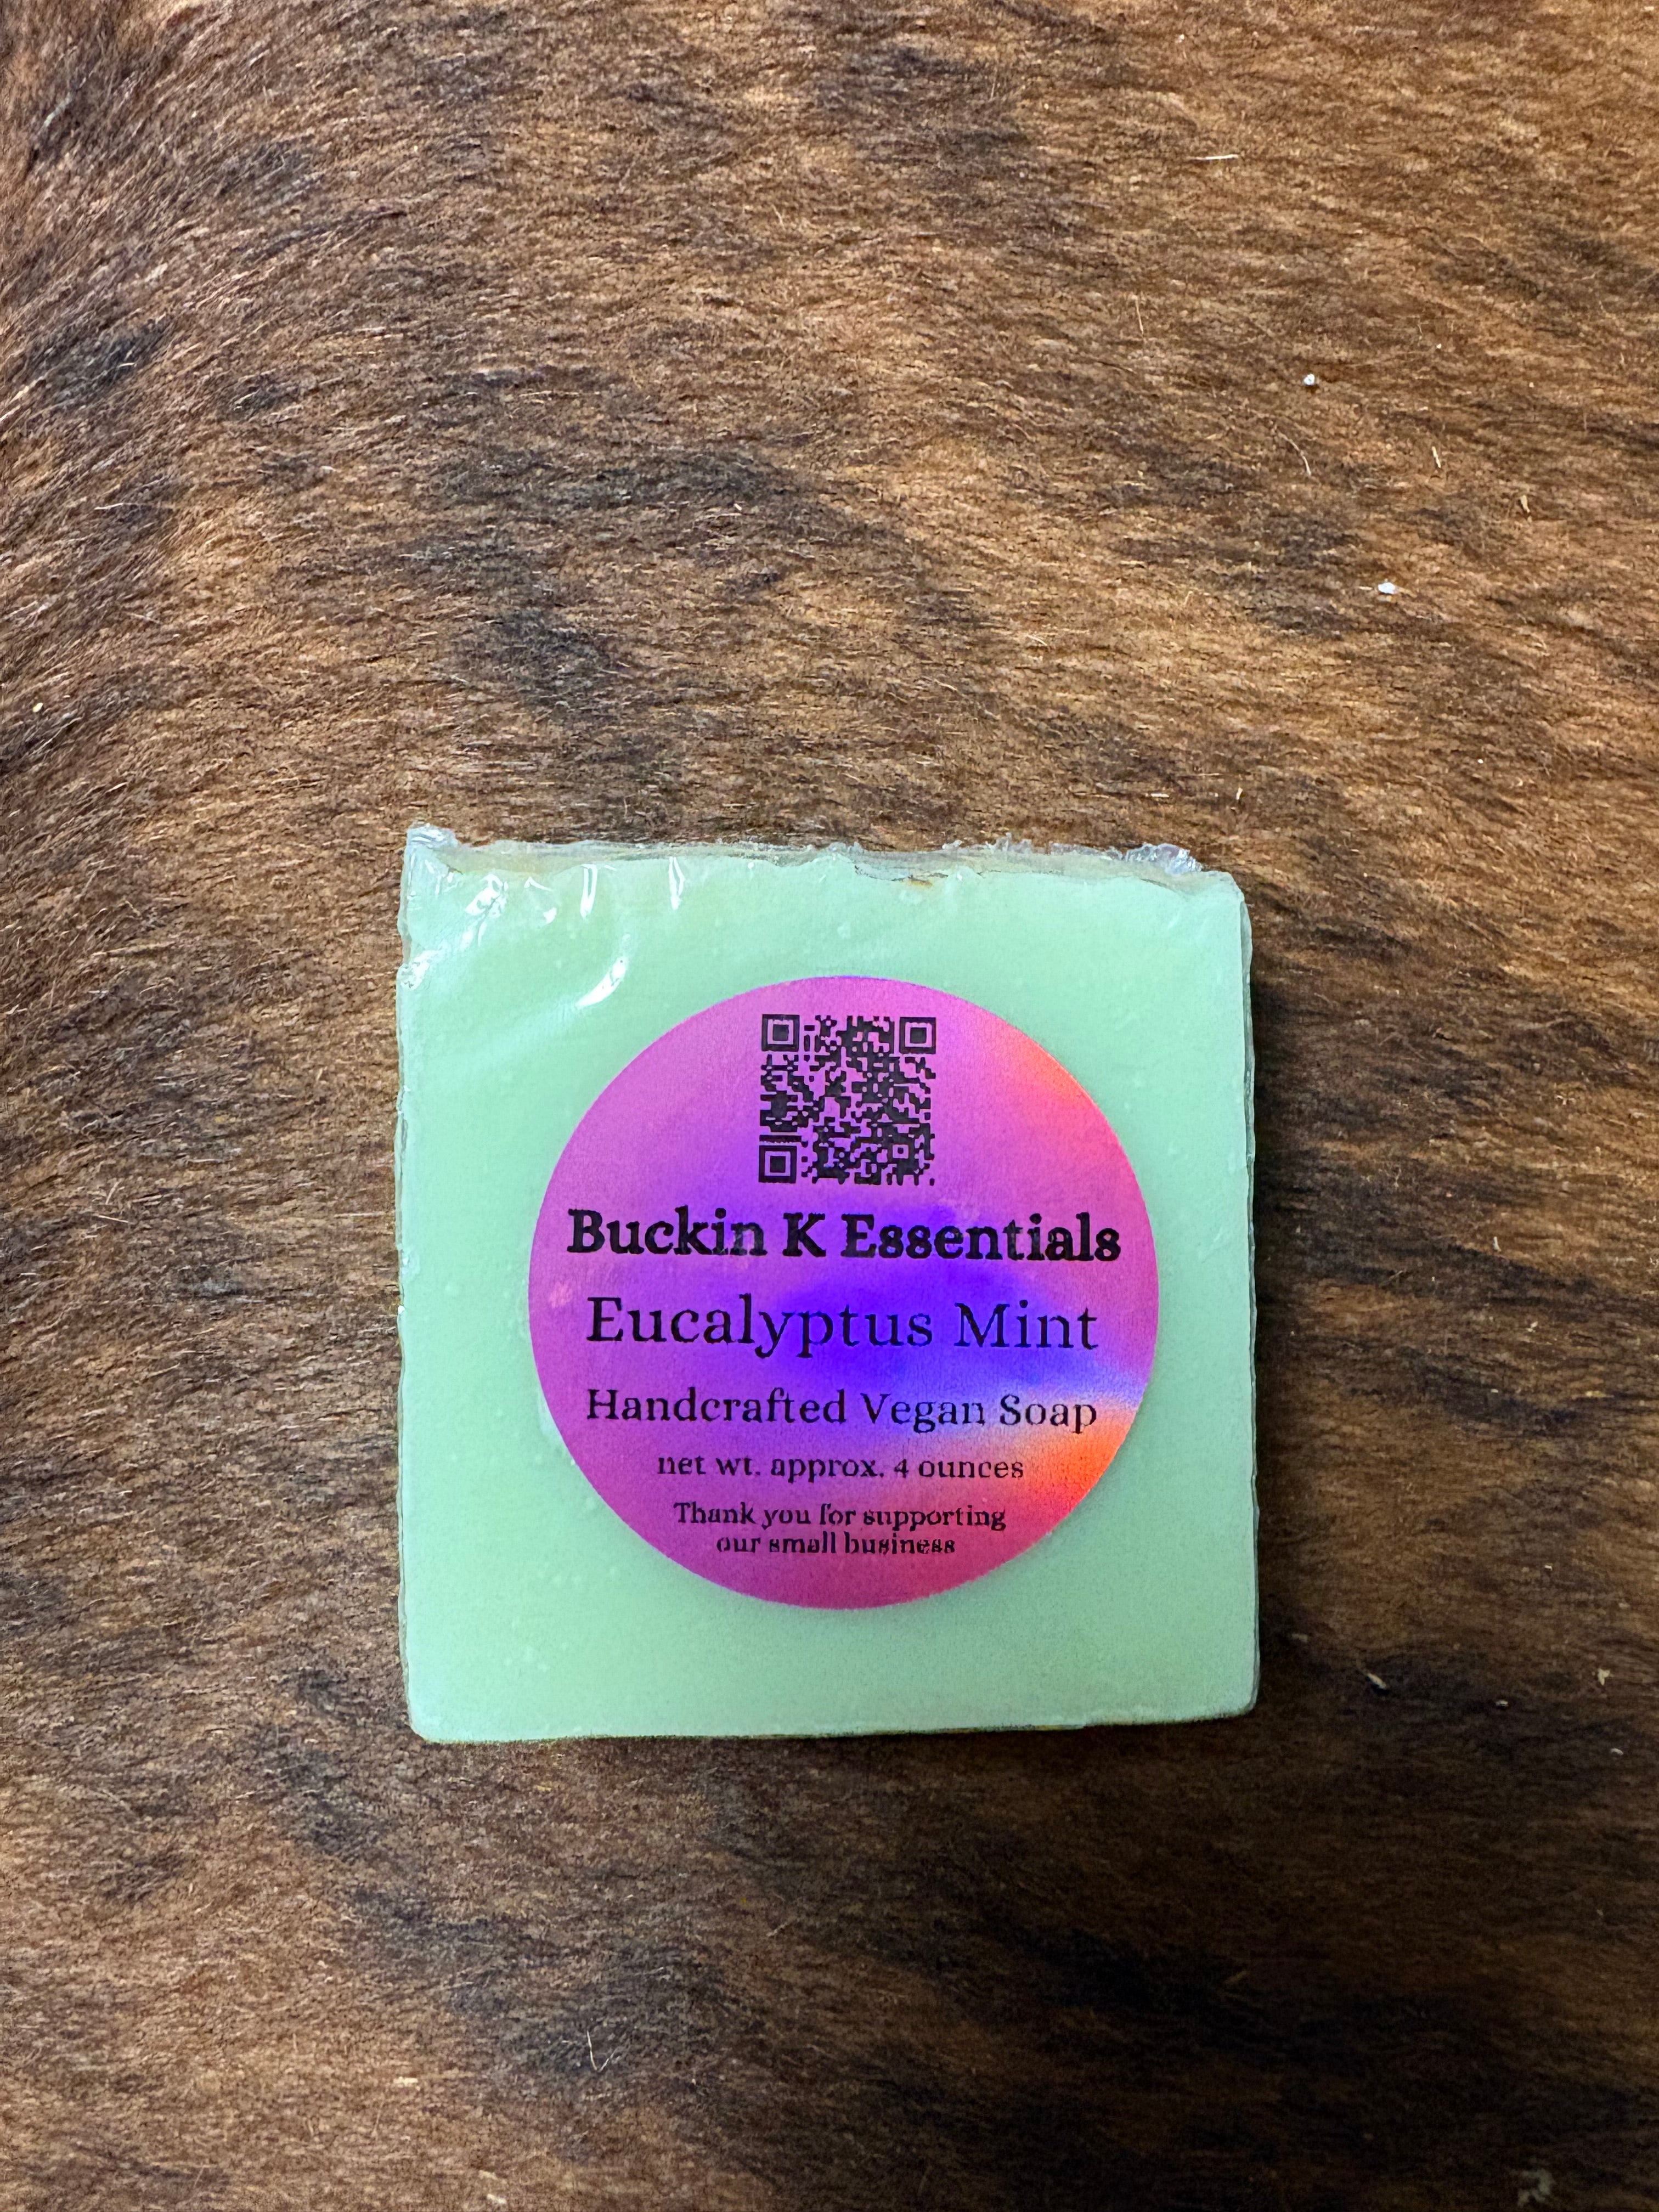 Buckin K Essentials
Eucalyptus Mint
Handcrafted Vegan Soap
net wt. approx. 4 ounces
Thank you for supporting
our small business